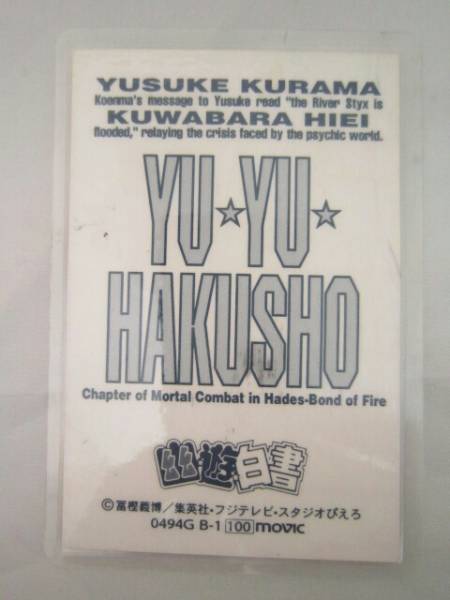 YUSUKE KURAMA
Koenma's message to Yusuke read "the River Styx is
KUWABARA HIEI
flooded," relaying the crisis faced by the psychic world.
YU★YU★
HAKUSHO
Chapter of Mortal Combat in Hades-Bond of Fire
幽☆遊☆白書
©冨樫義博／集英社・フジテレビ・スタジオぴえろ
0494G B-1 100 movic